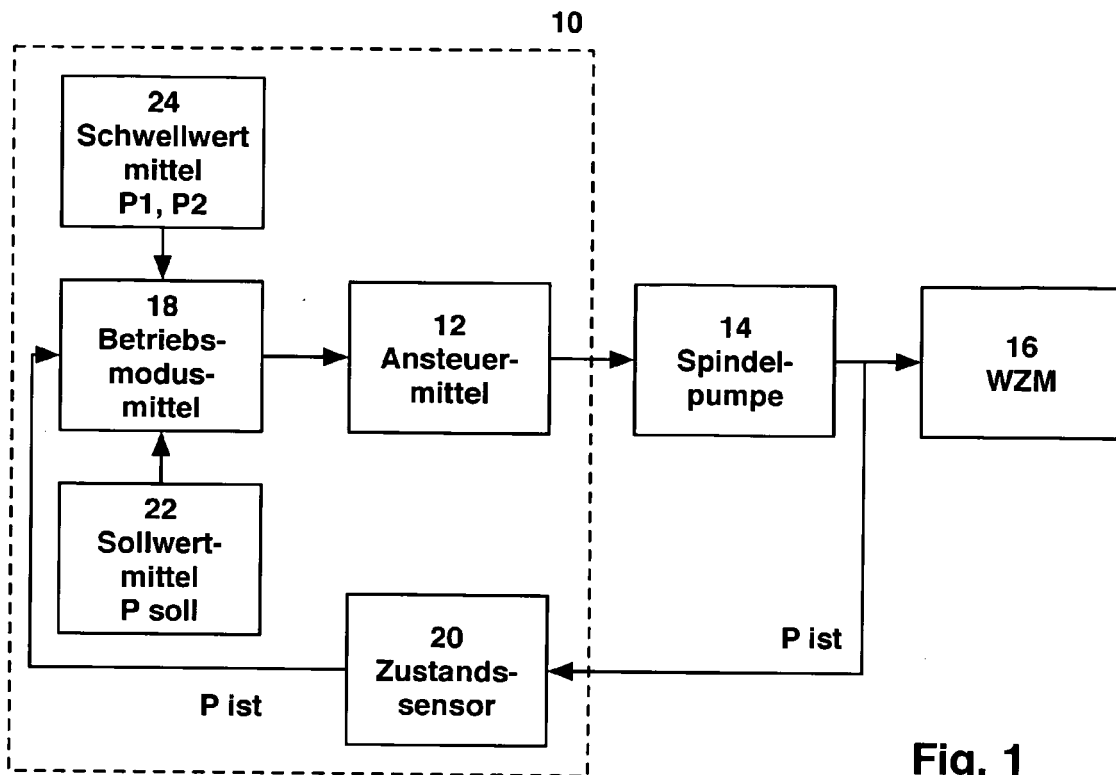 10
24
Schwellwert
mittel
P1, P2
18
Betriebs-
modus-
mittel
12
Ansteuer-
mittel
14
Spindel-
pumpe
16
WZM
22
Sollwert-
mittel
P soll
20
Zustands-
sensor
P ist
P ist
Fig. 1